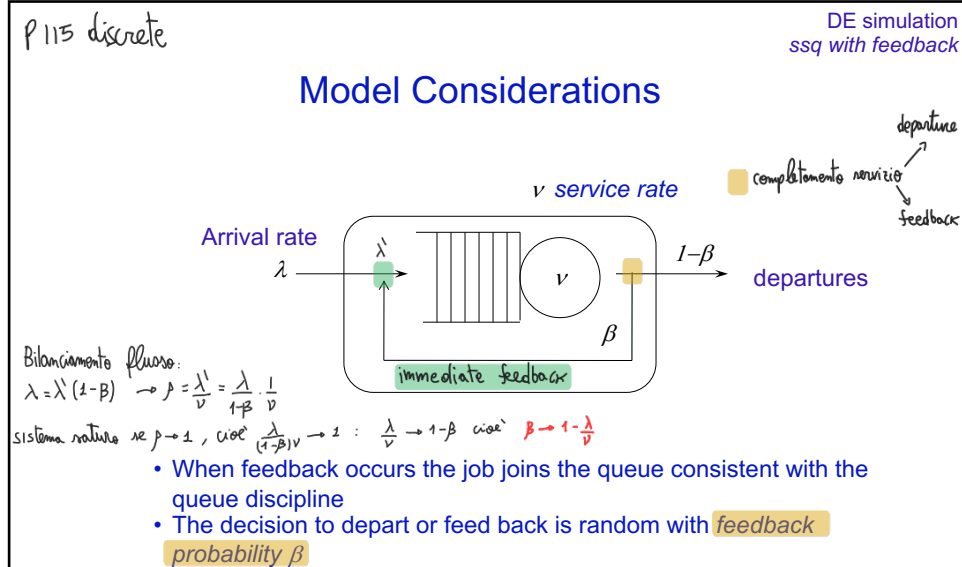 P115 discrete
DE simulation
ssq with feedback
Model Considerations
departure
completamento servizio
feedback
ν service rate
Arrival rate
λ
λ'
ν
1−β
departures
β
immediate feedback
Bilanciamento flusso:
λ = λ'(1-β) → ρ = λ'/ν = λ/(1-β) · 1/ν
sistema saturo se ρ → 1, cioè λ/((1-β)ν) → 1 : λ/ν → 1-β cioè β → 1 - λ/ν
• When feedback occurs the job joins the queue consistent with the
queue discipline
• The decision to depart or feed back is random with feedback
probability β